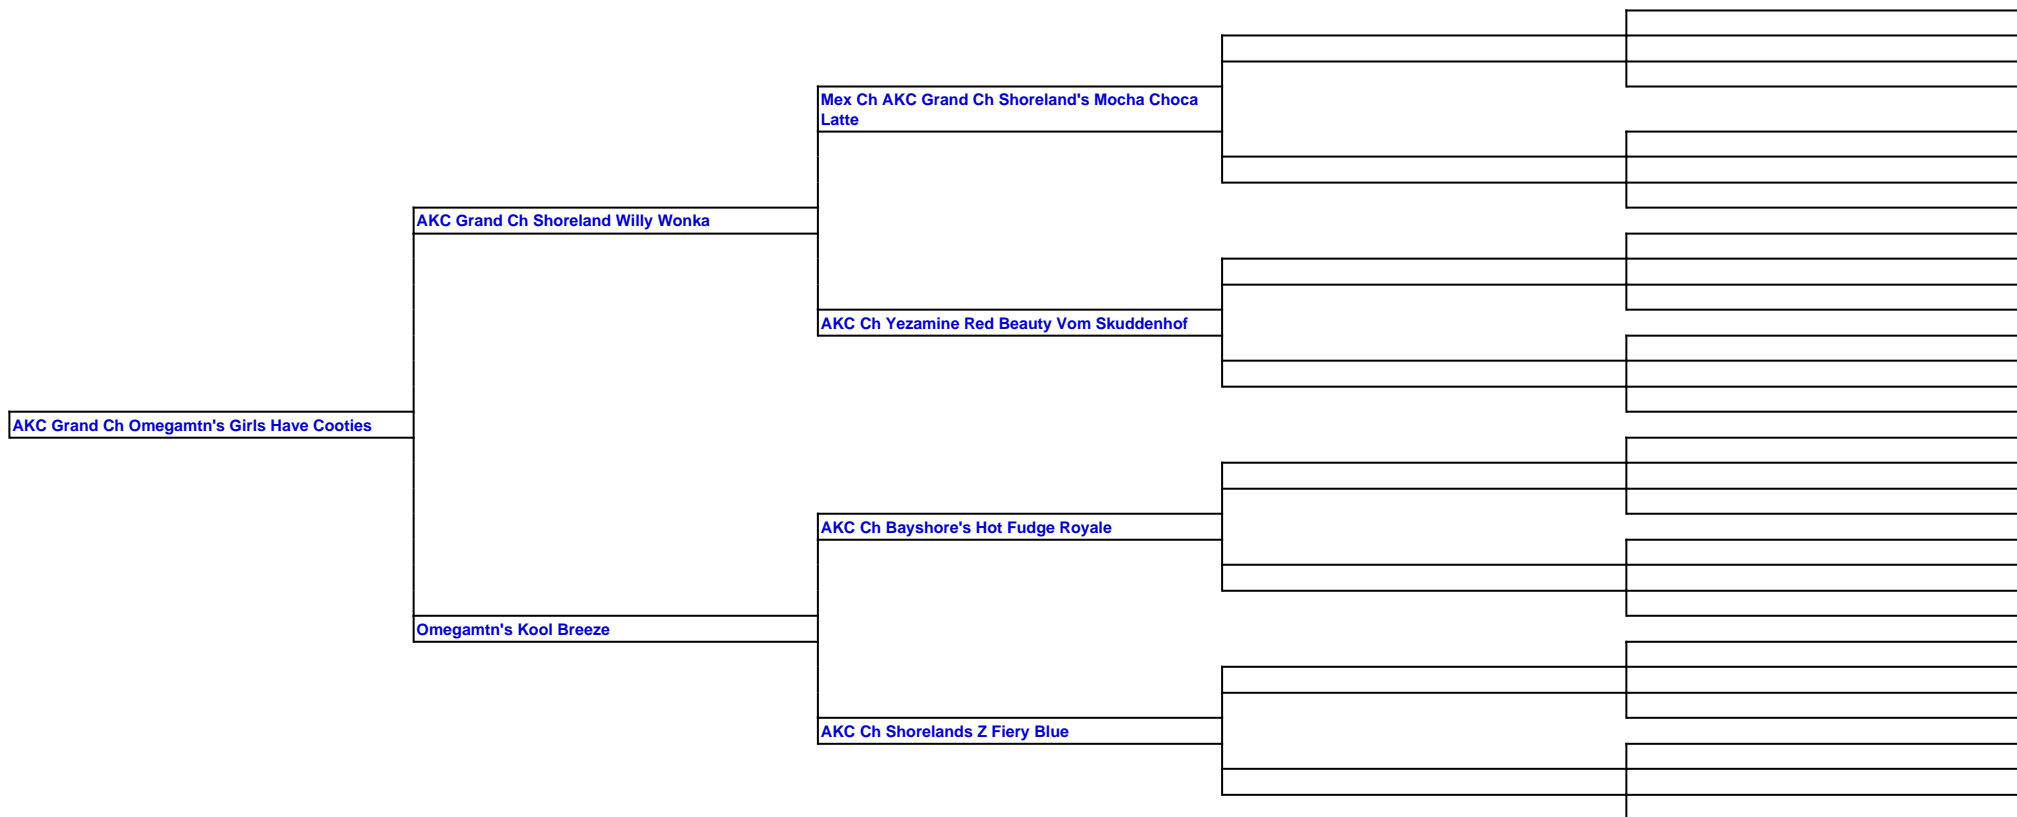 Mex Ch AKC Grand Ch Shoreland's Mocha Choca
Latte
AKC Grand Ch Shoreland Willy Wonka
AKC Ch Yezamine Red Beauty Vom Skuddenhof
AKC Grand Ch Omegamtn's Girls Have Cooties
AKC Ch Bayshore's Hot Fudge Royale
Omegamtn's Kool Breeze
AKC Ch Shorelands Z Fiery Blue